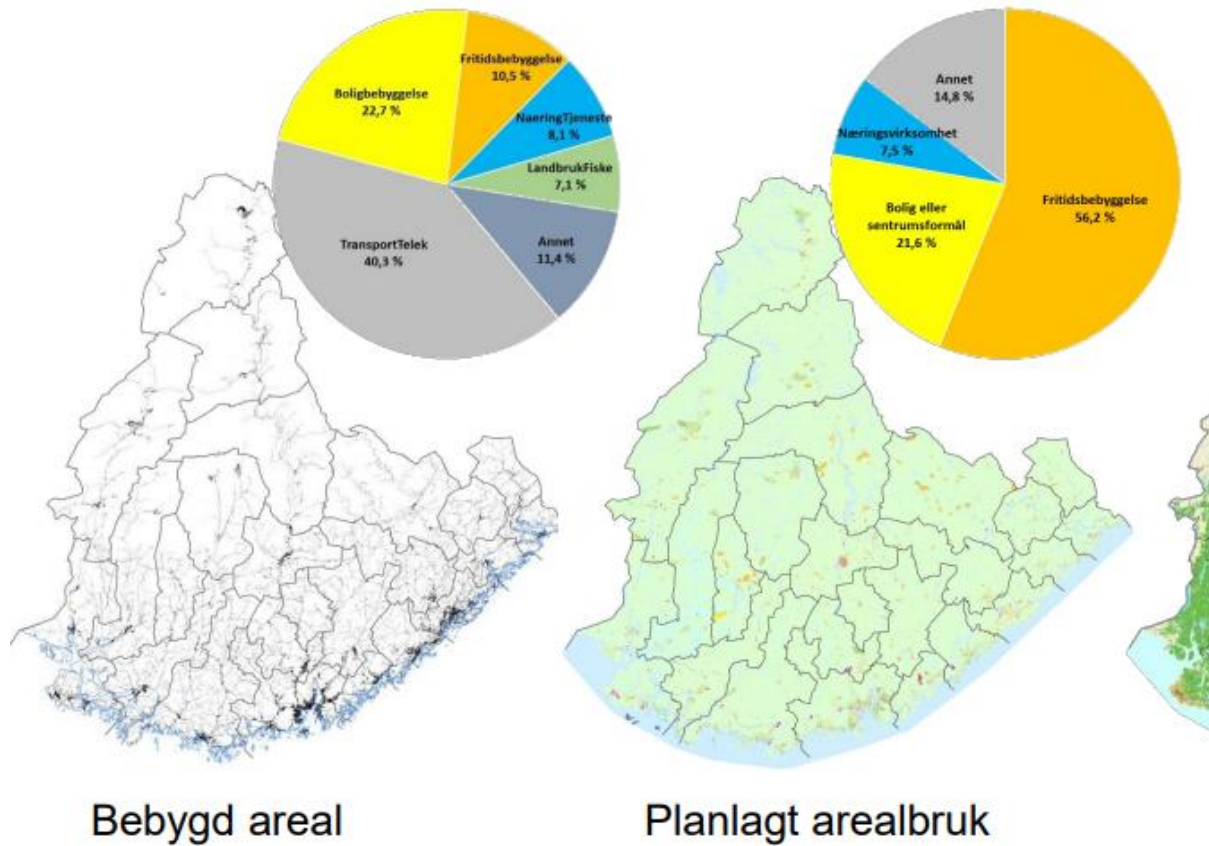 Fritidsbebyggelse
10,5 %
Boligbebyggelse
22,7 %
NaeringTjeneste
8,1 %
LandbrukFiske
7,1 %
Annet
11,4 %
TransportTelek
40,3 %
Annet
14,8 %
Næringsvirksomhet
7,5 %
Bolig eller
sentrumsformål
21,6 %
Fritidsbebyggelse
56,2 %
Bebygd areal
Planlagt arealbruk